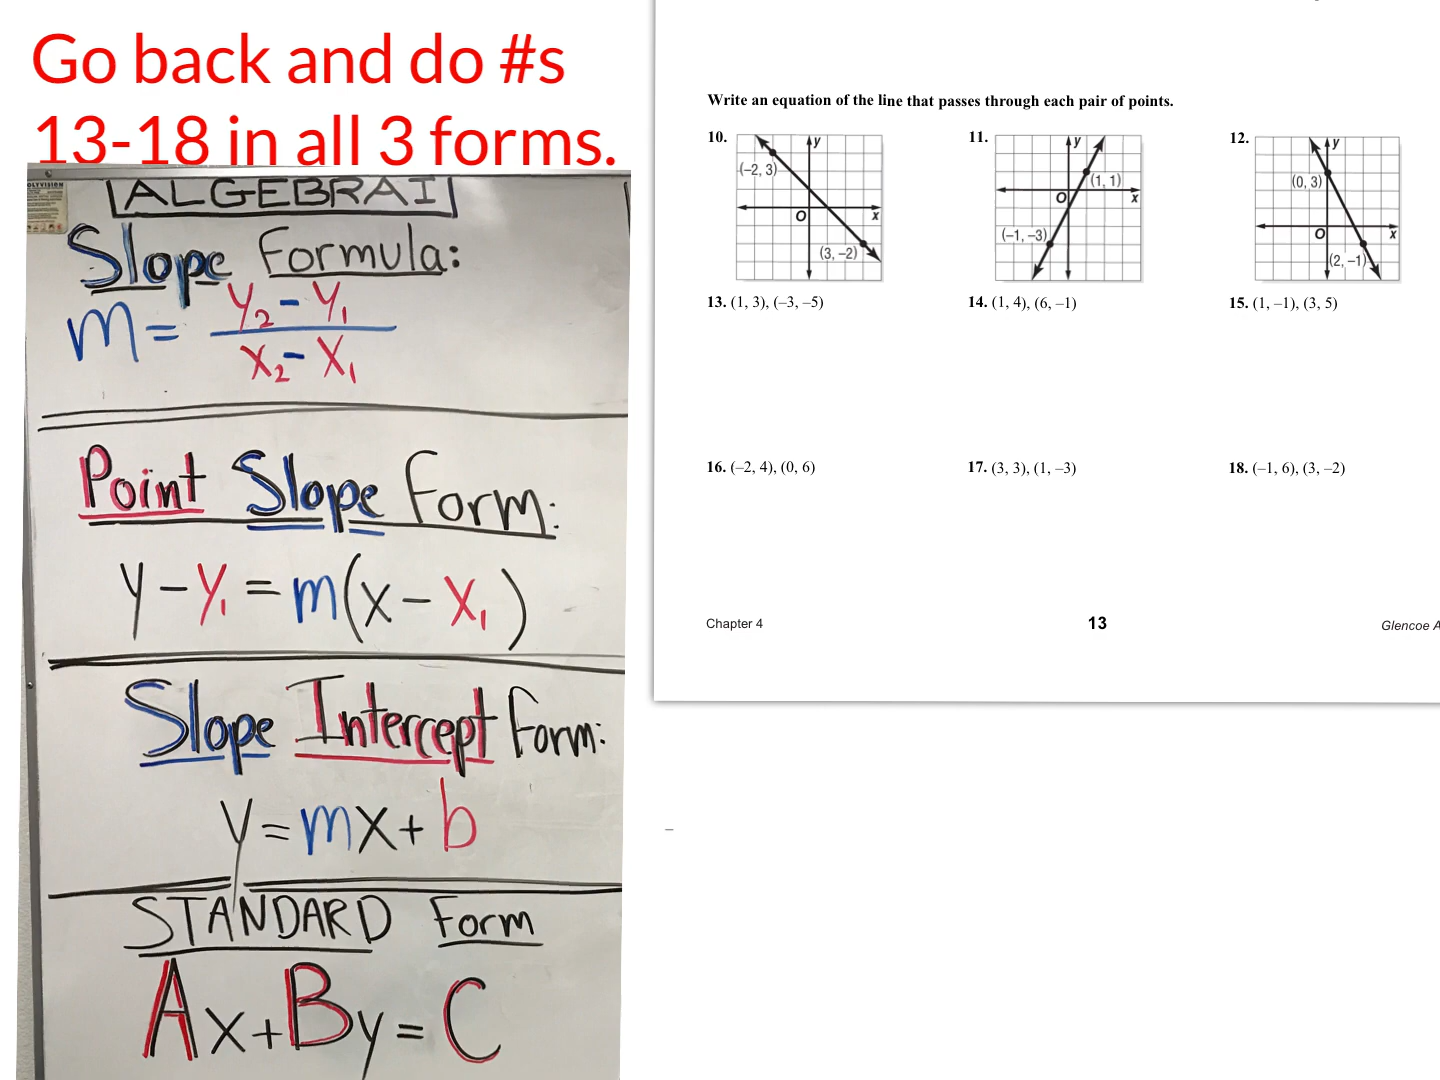 Go back and do #s
13-18 in all 3 forms.
OLYVISION
ALGEBRA I
Slope Formula:
m = y₂ - y₁
x₂ - x₁
Point Slope Form:
y - y₁ = m(x - x₁)
Slope Intercept Form:
y = mx + b
STANDARD Form
Ax + By = C
Write an equation of the line that passes through each pair of points.
10.
y
(–2, 3)
O
x
(3, –2)
11.
y
(1, 1)
O
x
(–1, –3)
12.
y
(0, 3)
O
x
(2, –1)
13. (1, 3), (–3, –5)
14. (1, 4), (6, –1)
15. (1, –1), (3, 5)
16. (–2, 4), (0, 6)
17. (3, 3), (1, –3)
18. (–1, 6), (3, –2)
Chapter 4
13
Glencoe A